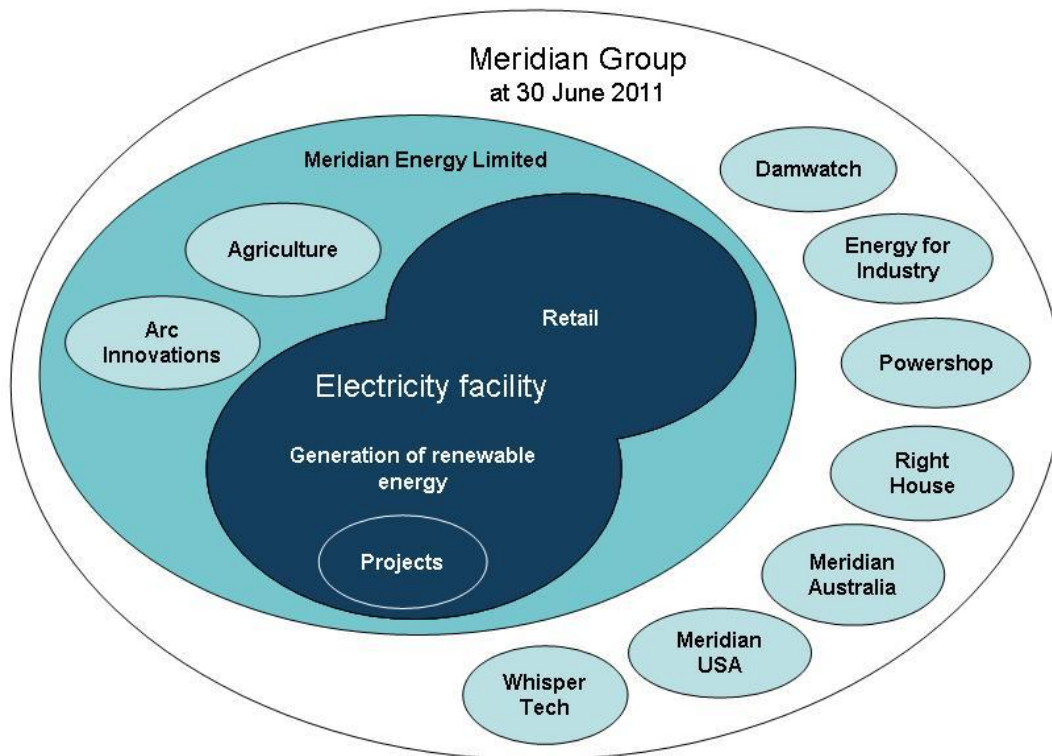 Meridian Group
at 30 June 2011
Meridian Energy Limited
Damwatch
Agriculture
Energy for
Industry
Retail
Arc
Innovations
Powershop
Electricity facility
Generation of renewable
energy
Right
House
Projects
Meridian
Australia
Meridian
USA
Whisper
Tech